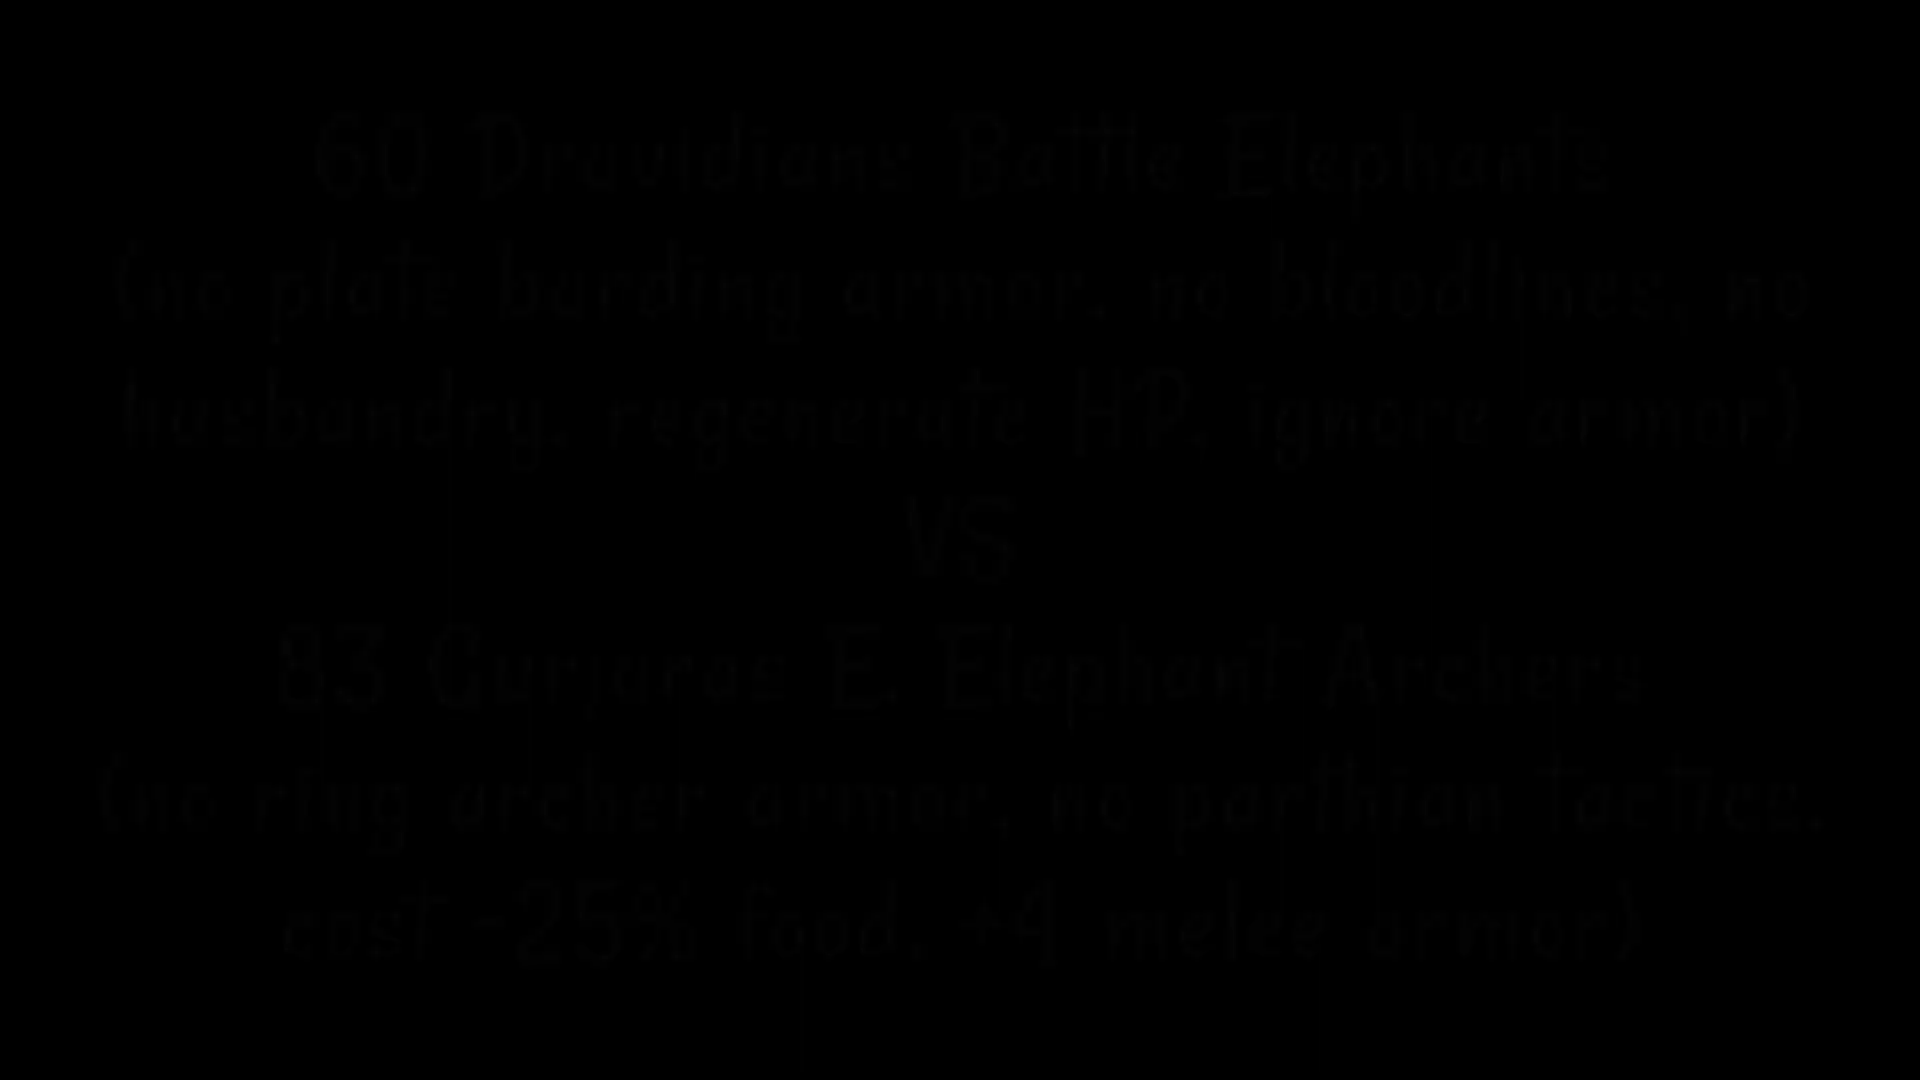 60 Dravidians Battle Elephants
(no plate barding armor, no bloodlines, no
husbandry, regenerate HP, ignore armor)
VS
83 Gurjaras E. Elephant Archers
(no ring archer armor, no parthian tactics,
cost -25% food, +4 melee armor)